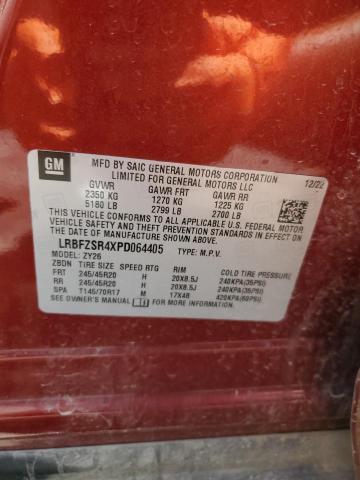 GM
MFD BY SAIC GENERAL MOTORS CORPORATION
LIMITED FOR GENERAL MOTORS LLC
12/22
GVWR GAWR FRT GAWR RR
2350 KG 1270 KG 1225 KG
5180 LB 2799 LB 2700 LB
THIS VEHICLE CONFORMS TO ALL APPLICABLE U.S. FEDERAL MOTOR
VEHICLE SAFETY AND THEFT PREVENTION STANDARDS IN EFFECT ON
THE DATE OF MANUFACTURE SHOWN ABOVE.
LRBFZSR4XPD064405 TYPE: M.P.V.
MODEL: ZY26
ZBDN TIRE SIZE SPEED RTG RIM COLD TIRE PRESSURE
FRT 245/45R20 H 20X8.5J 240KPA(35PSI)
RR 245/45R20 H 20X8.5J 240KPA(35PSI)
SPA T145/70R17 M 17X4B 420KPA(60PSI)
SEE OWNER'S MANUAL FOR MORE INFORMATION.